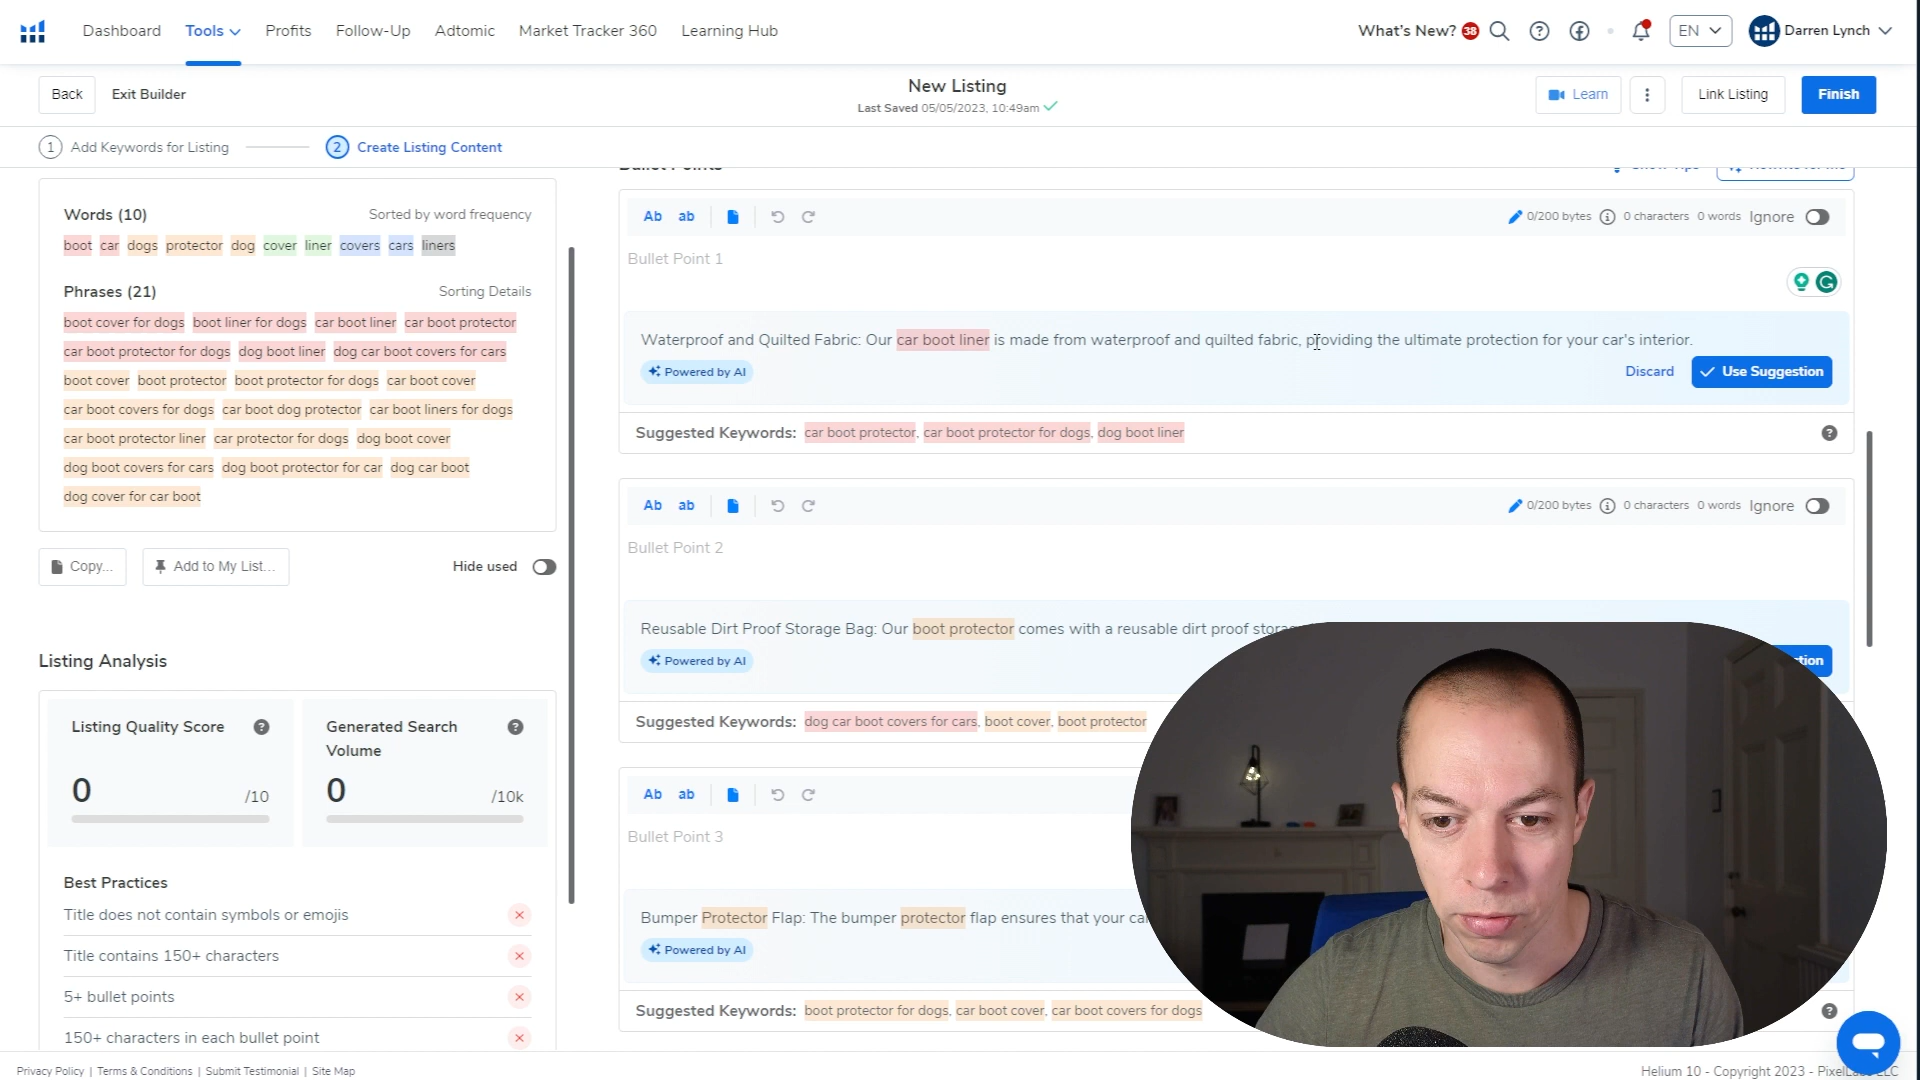 Dashboard Tools Profits Follow-Up Adtomic Market Tracker 360 Learning Hub What's New? 38 EN Darren Lynch
Back Exit Builder New Listing Learn Link Listing Finish
Last Saved 05/05/2023, 10:49am
1 Add Keywords for Listing 2 Create Listing Content
Bullet Points
Words (10) Sorted by word frequency
boot car dogs protector dog cover liner covers cars liners
Phrases (21) Sorting Details
boot cover for dogs boot liner for dogs car boot liner car boot protector
car boot protector for dogs dog boot liner dog car boot covers for cars
boot cover boot protector boot protector for dogs car boot cover
car boot covers for dogs car boot dog protector car boot liners for dogs
car boot protector liner car protector for dogs dog boot cover
dog boot covers for cars dog boot protector for car dog car boot
dog cover for car boot
Copy... Add to My List... Hide used
Listing Analysis
Listing Quality Score Generated Search
Volume
0 /10 0 /10k
Best Practices
Title does not contain symbols or emojis
Title contains 150+ characters
5+ bullet points
150+ characters in each bullet point
Ab ab 0/200 bytes 0 characters 0 words Ignore
Bullet Point 1
Waterproof and Quilted Fabric: Our car boot liner is made from waterproof and quilted fabric, providing the ultimate protection for your car's interior.
Powered by AI Discard Use Suggestion
Suggested Keywords: car boot protector, car boot protector for dogs, dog boot liner
Ab ab 0/200 bytes 0 characters 0 words Ignore
Bullet Point 2
Reusable Dirt Proof Storage Bag: Our boot protector comes with a reusable dirt proof
Powered by AI
Suggested Keywords: dog car boot covers for cars, boot cover, boot protector
Ab ab
Bullet Point 3
Bumper Protector Flap: The bumper protector flap ensures that your
Powered by AI
Suggested Keywords: boot protector for dogs, car boot cover, car boot covers for dogs
Privacy Policy | Terms & Conditions | Submit Testimonial | Site Map Helium 10 - Copyright 2023 -